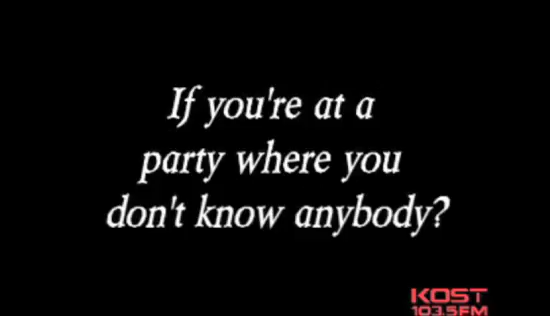 If you're at a
party where you
don't know anybody?
KOST
103.5FM